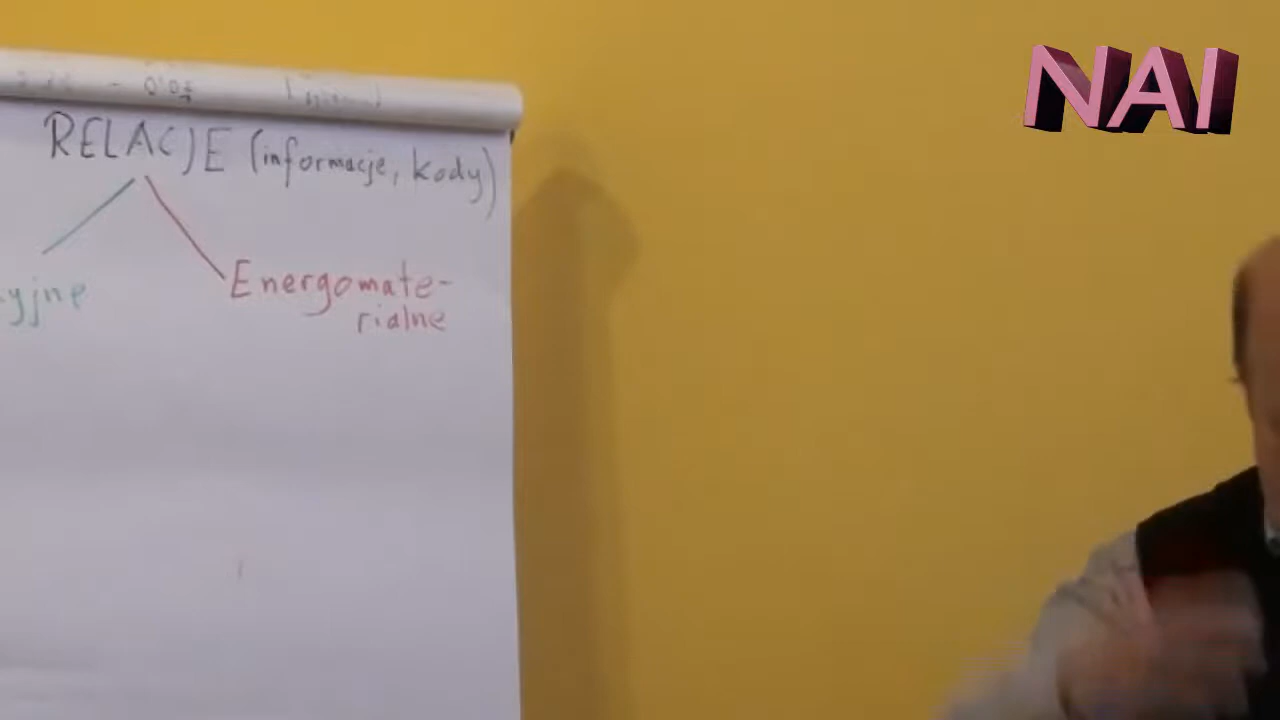 NAI
RELACJE (informacje, kody)
Energomate-
yjne
rialne